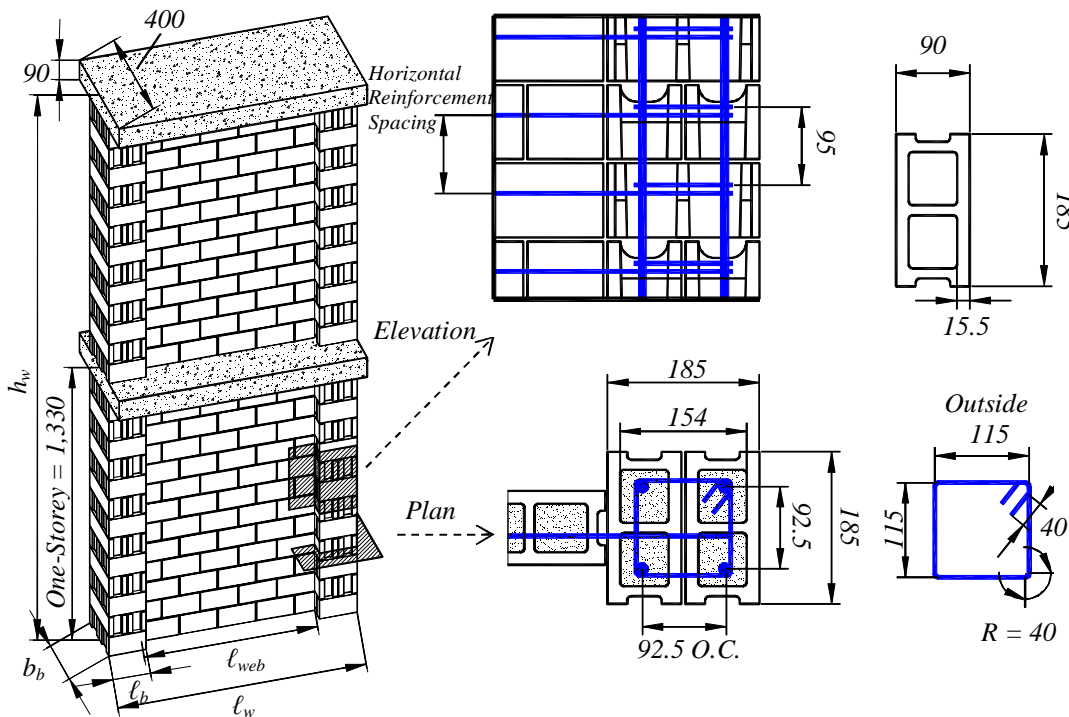 400
90
Horizontal
Reinforcement
Spacing
95
90
185
15.5
h_w
One-Storey = 1,330
Elevation
Plan
b_b
ℓ_b
ℓ_web
ℓ_w
185
154
92.5
185
92.5 O.C.
Outside
115
115
40
R = 40